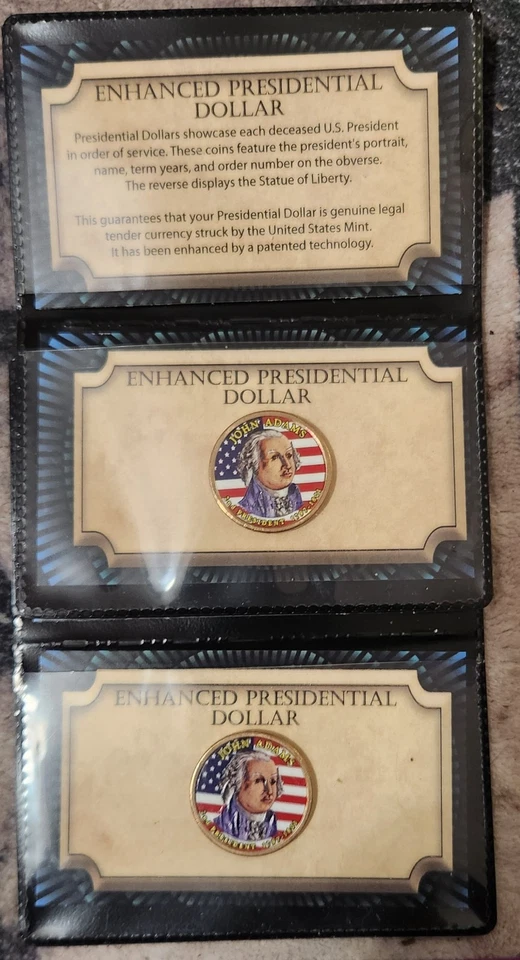 ENHANCED PRESIDENTIAL
DOLLAR
Presidential Dollars showcase each deceased U.S. President
in order of service. These coins feature the president's portrait,
name, term years, and order number on the obverse.
The reverse displays the Statue of Liberty.
This guarantees that your Presidential Dollar is genuine legal
tender currency struck by the United States Mint.
It has been enhanced by a patented technology.
ENHANCED PRESIDENTIAL
DOLLAR
JOHN ADAMS
PRESIDENT
ENHANCED PRESIDENTIAL
DOLLAR
JOHN ADAMS
PRESIDENT